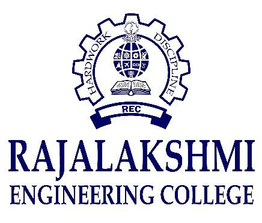 HARDWORK DISCIPLINE
REC
RAJALAKSHMI
ENGINEERING COLLEGE